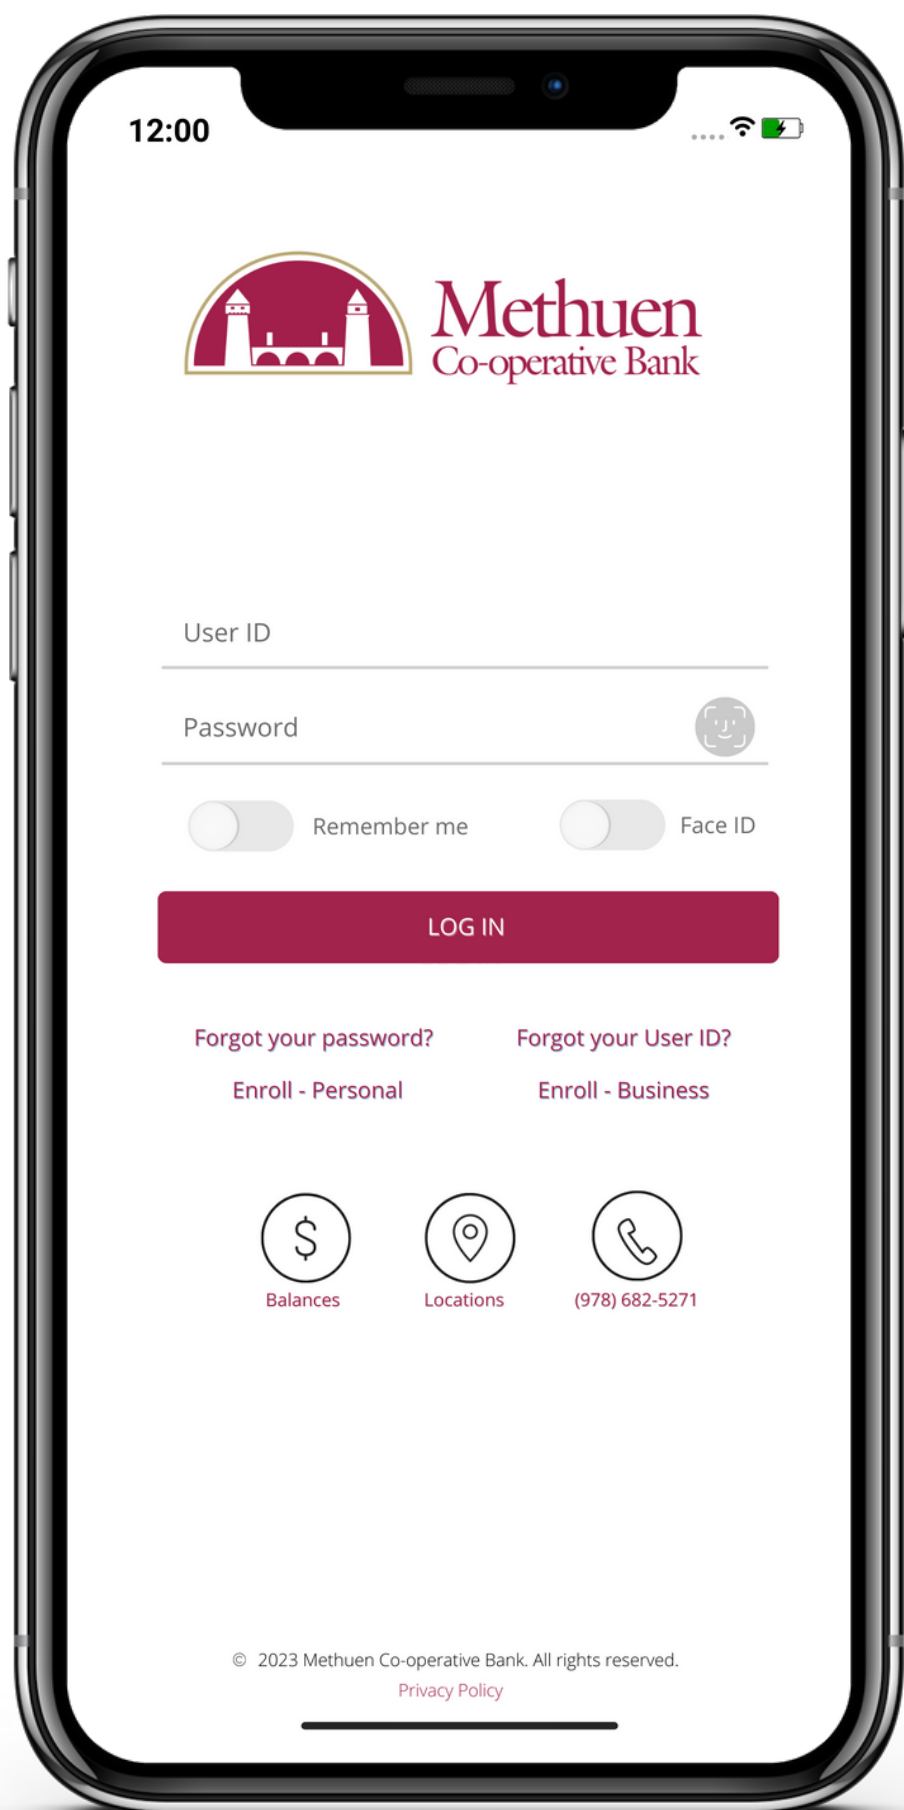 12:00
Methuen
Co-operative Bank
User ID
Password
Remember me
Face ID
LOG IN
Forgot your password?
Forgot your User ID?
Enroll - Personal
Enroll - Business
$
Balances
Locations
(978) 682-5271
© 2023 Methuen Co-operative Bank. All rights reserved.
Privacy Policy